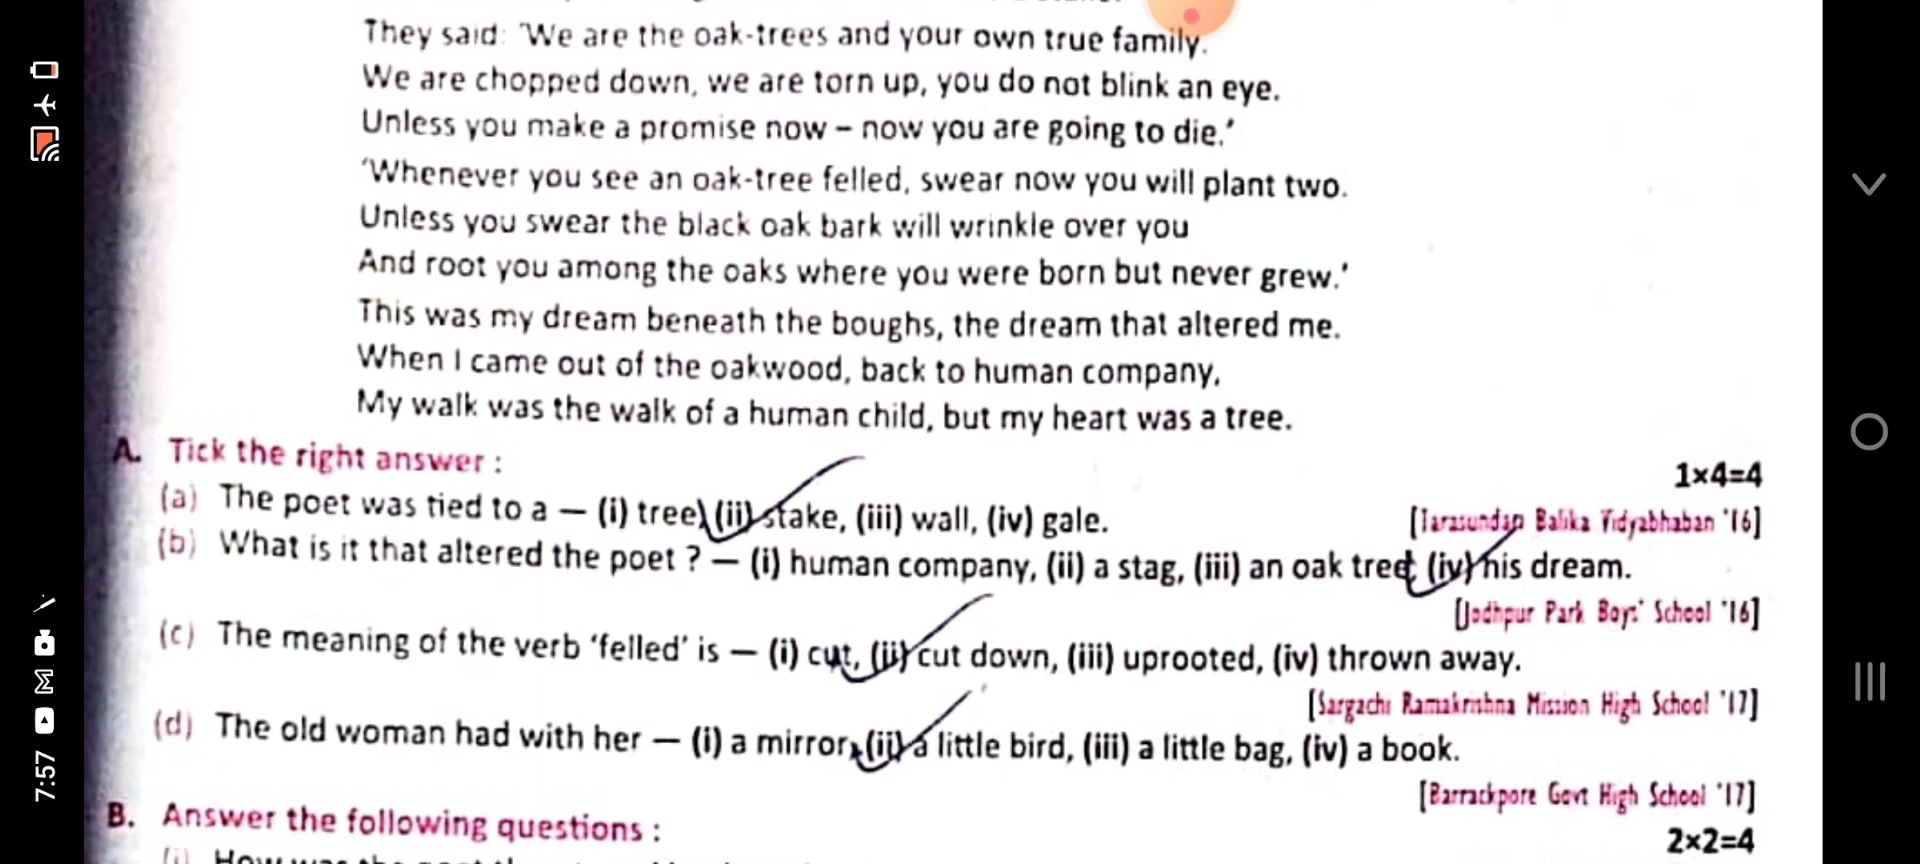 They said: 'We are the oak-trees and your own true family.
We are chopped down, we are torn up, you do not blink an eye.
Unless you make a promise now – now you are going to die.'
'Whenever you see an oak-tree felled, swear now you will plant two.
Unless you swear the black oak bark will wrinkle over you
And root you among the oaks where you were born but never grew.'
This was my dream beneath the boughs, the dream that altered me.
When I came out of the oakwood, back to human company,
My walk was the walk of a human child, but my heart was a tree.
A. Tick the right answer : 1×4=4
(a) The poet was tied to a — (i) tree, (ii) stake, (iii) wall, (iv) gale. [Tarasundari Balika Vidyabhaban '16]
(b) What is it that altered the poet ? — (i) human company, (ii) a stag, (iii) an oak tree, (iv) his dream.
[Jodhpur Park Boys' School '16]
(c) The meaning of the verb 'felled' is — (i) cut, (ii) cut down, (iii) uprooted, (iv) thrown away.
[Sargachi Ramakrishna Mission High School '17]
(d) The old woman had with her — (i) a mirror, (ii) a little bird, (iii) a little bag, (iv) a book.
[Barrackpore Govt High School '17]
B. Answer the following questions : 2×2=4
(i) How was the poet
7:57